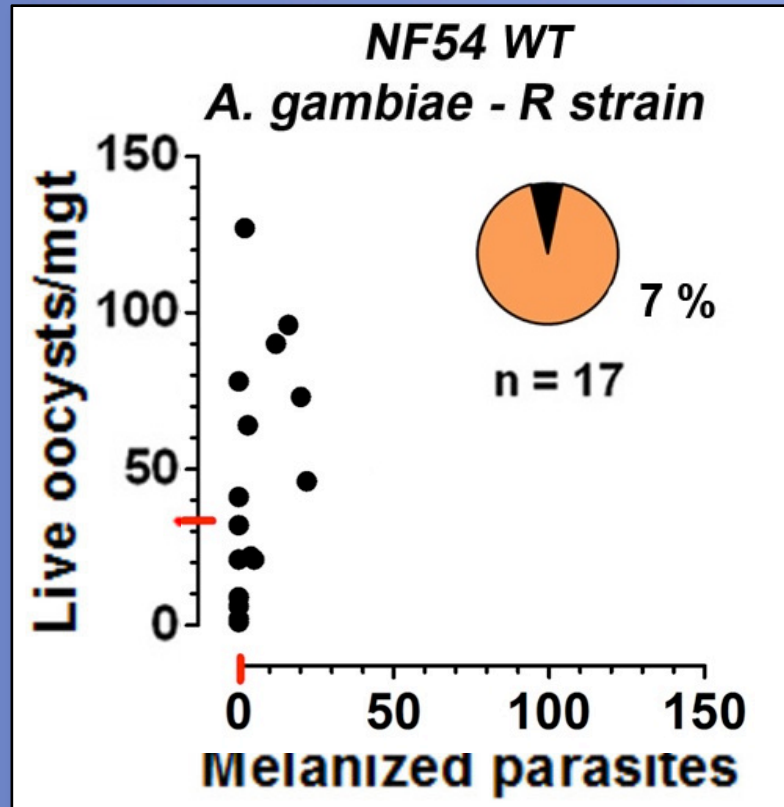 NF54 WT
A. gambiae - R strain
150
100
50
0
Live oocysts/mgt
7 %
n = 17
0 50 100 150
Melanized parasites